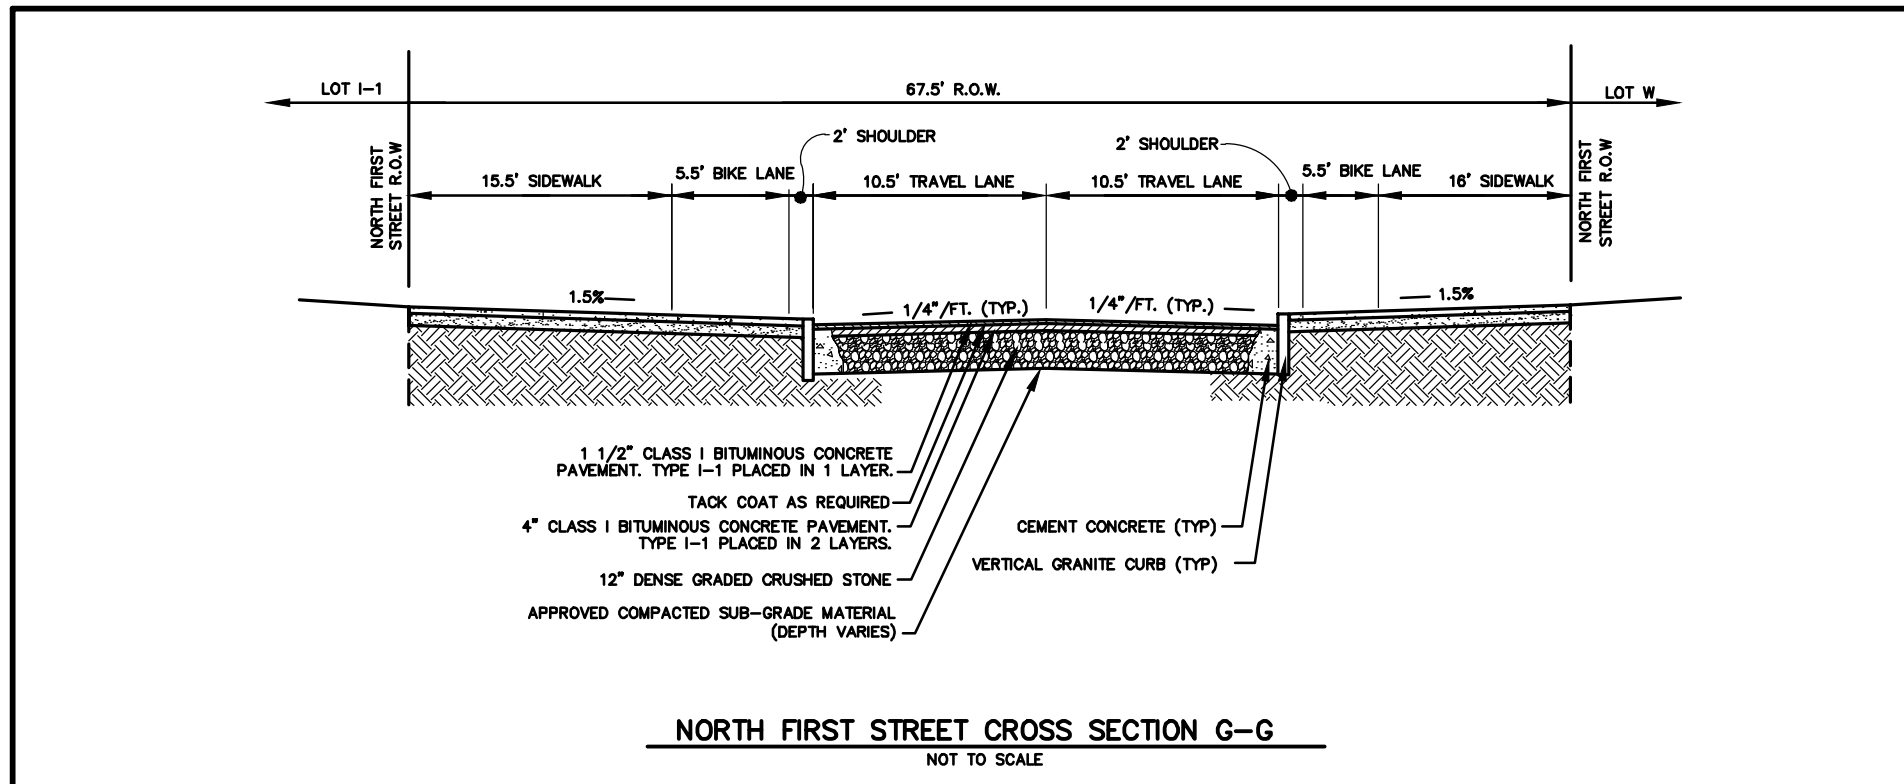 LOT I-1
67.5' R.O.W.
LOT W
2' SHOULDER
2' SHOULDER
NORTH FIRST
STREET R.O.W
15.5' SIDEWALK
5.5' BIKE LANE
10.5' TRAVEL LANE
10.5' TRAVEL LANE
5.5' BIKE LANE
16' SIDEWALK
NORTH FIRST
STREET R.O.W
1.5%
1/4"/FT. (TYP.)
1/4"/FT. (TYP.)
1.5%
1 1/2" CLASS I BITUMINOUS CONCRETE
PAVEMENT. TYPE I-1 PLACED IN 1 LAYER.
TACK COAT AS REQUIRED
4" CLASS I BITUMINOUS CONCRETE PAVEMENT.
TYPE I-1 PLACED IN 2 LAYERS.
12" DENSE GRADED CRUSHED STONE
APPROVED COMPACTED SUB-GRADE MATERIAL
(DEPTH VARIES)
CEMENT CONCRETE (TYP)
VERTICAL GRANITE CURB (TYP)
NORTH FIRST STREET CROSS SECTION G-G
NOT TO SCALE